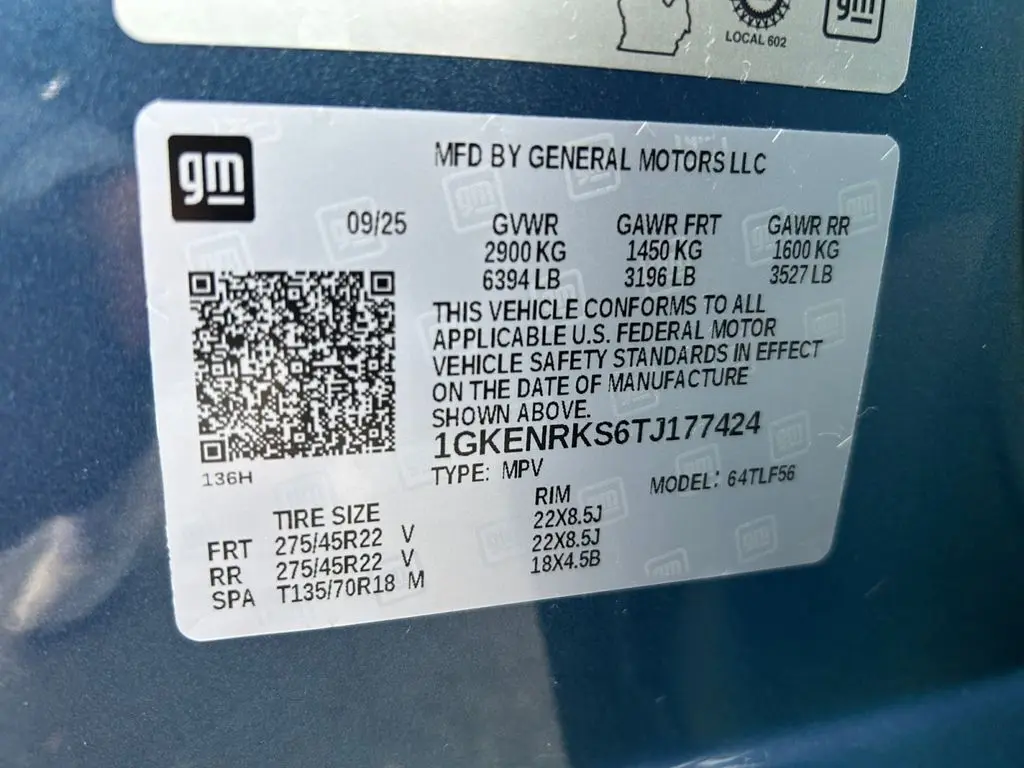 LOCAL 602
gm
gm
MFD BY GENERAL MOTORS LLC
09/25 GVWR GAWR FRT GAWR RR
2900 KG 1450 KG 1600 KG
6394 LB 3196 LB 3527 LB
THIS VEHICLE CONFORMS TO ALL
APPLICABLE U.S. FEDERAL MOTOR
VEHICLE SAFETY STANDARDS IN EFFECT
ON THE DATE OF MANUFACTURE
SHOWN ABOVE.
1GKENRKS6TJ177424
136H
TYPE: MPV MODEL: 64TLF56
TIRE SIZE RIM
FRT 275/45R22 V 22X8.5J
RR 275/45R22 V 22X8.5J
SPA T135/70R18 M 18X4.5B